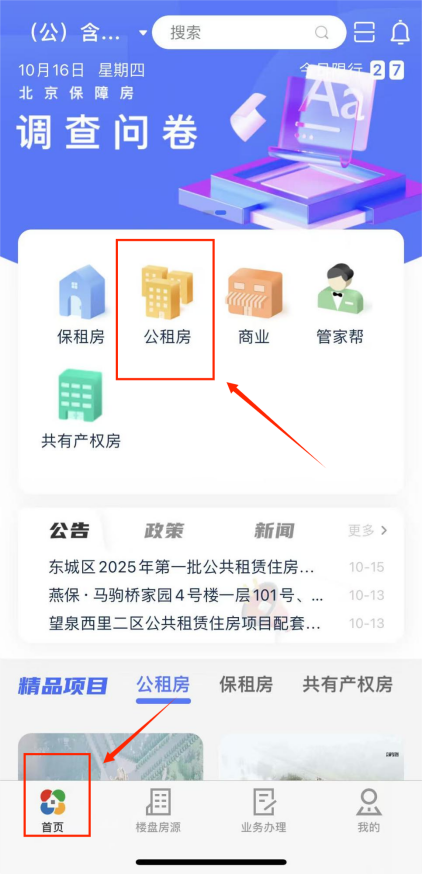 （公）含...
搜索
10月16日 星期四
今日限行 2 7
北京保障房
调查问卷
Aa
保租房
公租房
商业
管家帮
共有产权房
公告
政策
新闻
更多
东城区2025年第一批公共租赁住房... 10-15
燕保·马驹桥家园4号楼一层101号、... 10-13
望泉西里二区公共租赁住房项目配套... 10-13
精品项目
公租房
保租房
共有产权房
首页
楼盘房源
业务办理
我的